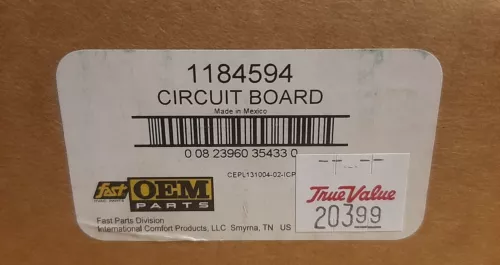 1184594
CIRCUIT BOARD
Made in Mexico
0 08 23960 35433 0
CEPL131004-02-ICP
fast
OEM
PARTS
True Value
20399
Fast Parts Division
International Comfort Products, LLC Smyrna, TN US